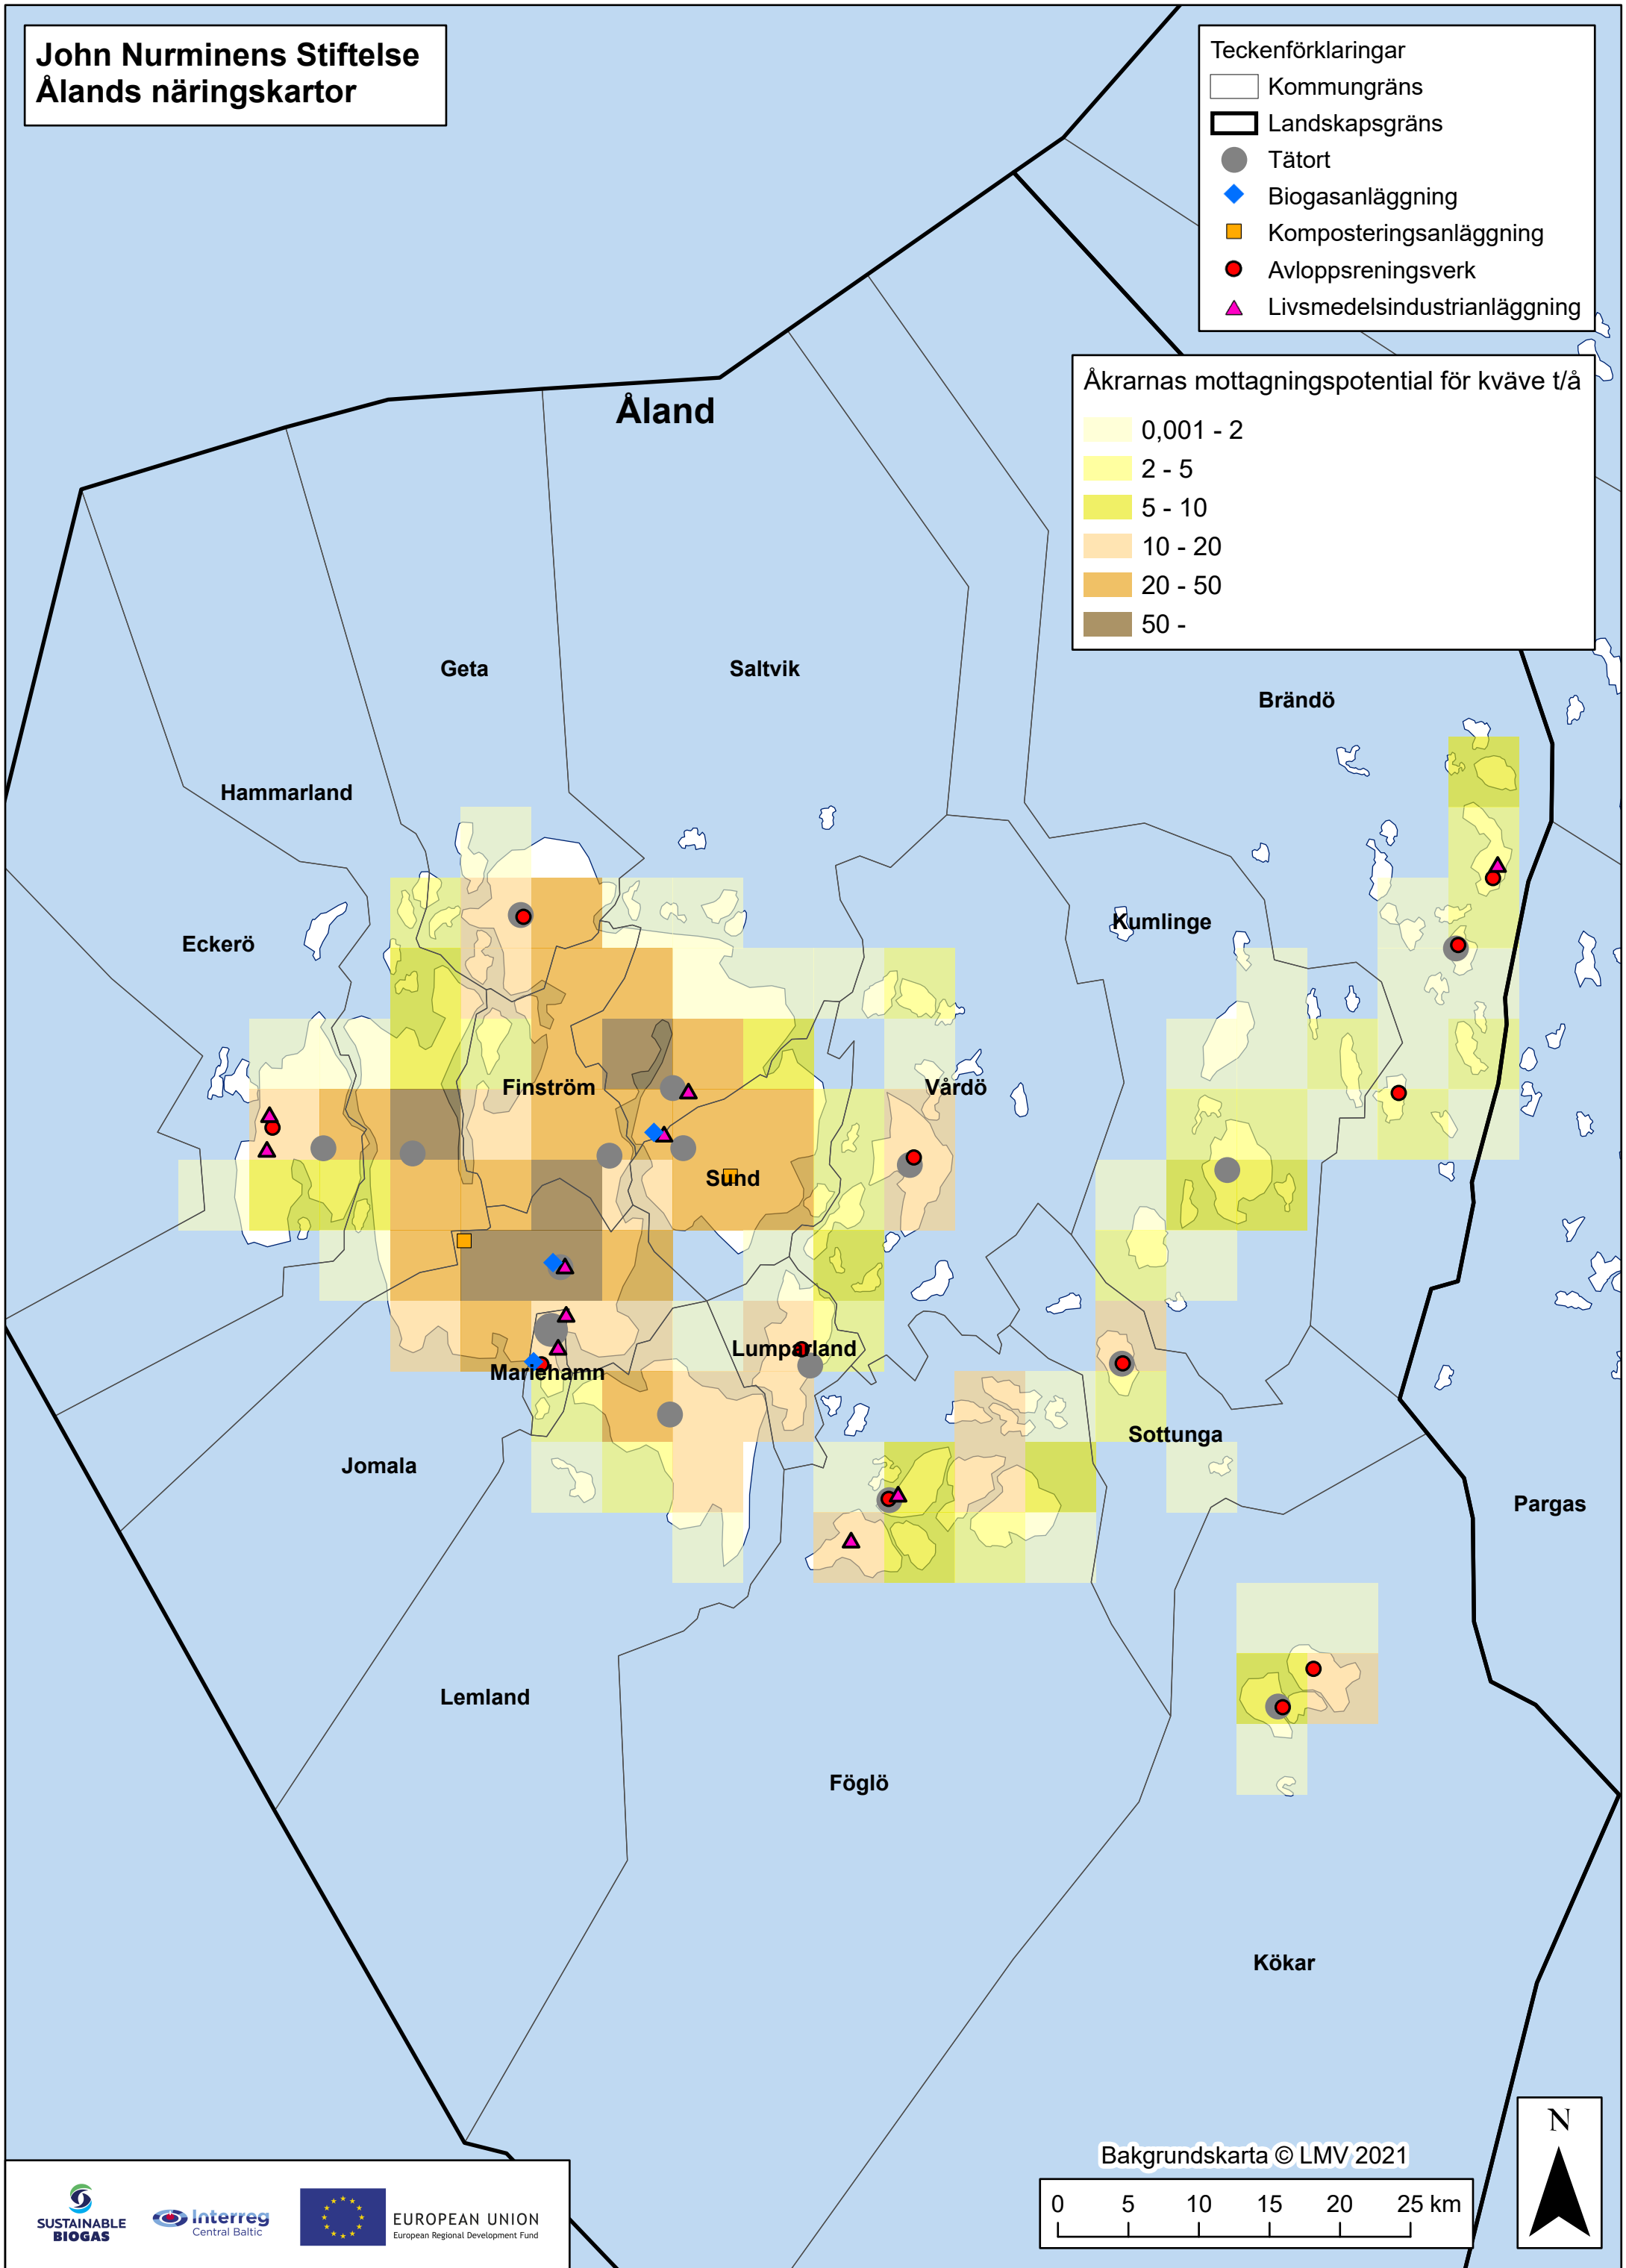 John Nurminens Stiftelse
Ålands näringskartor
Teckenförklaringar
Kommungräns
Landskapsgräns
Tätort
Biogasanläggning
Komposteringsanläggning
Avloppsreningsverk
Livsmedelsindustrianläggning
Åkrarnas mottagningspotential för kväve t/å
0,001 - 2
2 - 5
5 - 10
10 - 20
20 - 50
50 -
Åland
Geta
Saltvik
Brändö
Hammarland
Kumlinge
Eckerö
Finström
Vårdö
Sund
Lumparland
Mariehamn
Sottunga
Jomala
Pargas
Lemland
Föglö
Kökar
Bakgrundskarta © LMV 2021
0 5 10 15 20 25 km
N
SUSTAINABLE
BIOGAS
Interreg
Central Baltic
EUROPEAN UNION
European Regional Development Fund